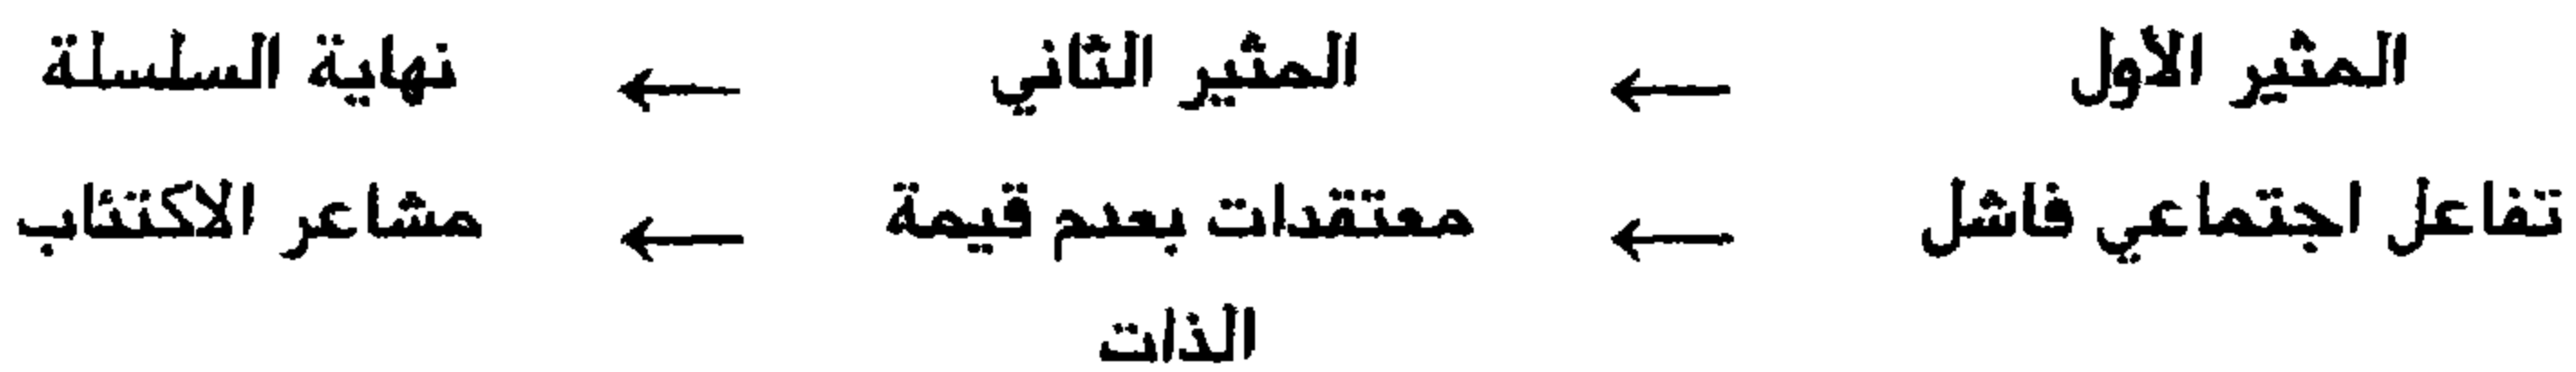 المثير الأول ← المثير الثاني ← نهاية السلسلة
تفاعل اجتماعي فاشل ← معتقدات بعدم قيمة ← مشاعر الاكتئاب
الذات